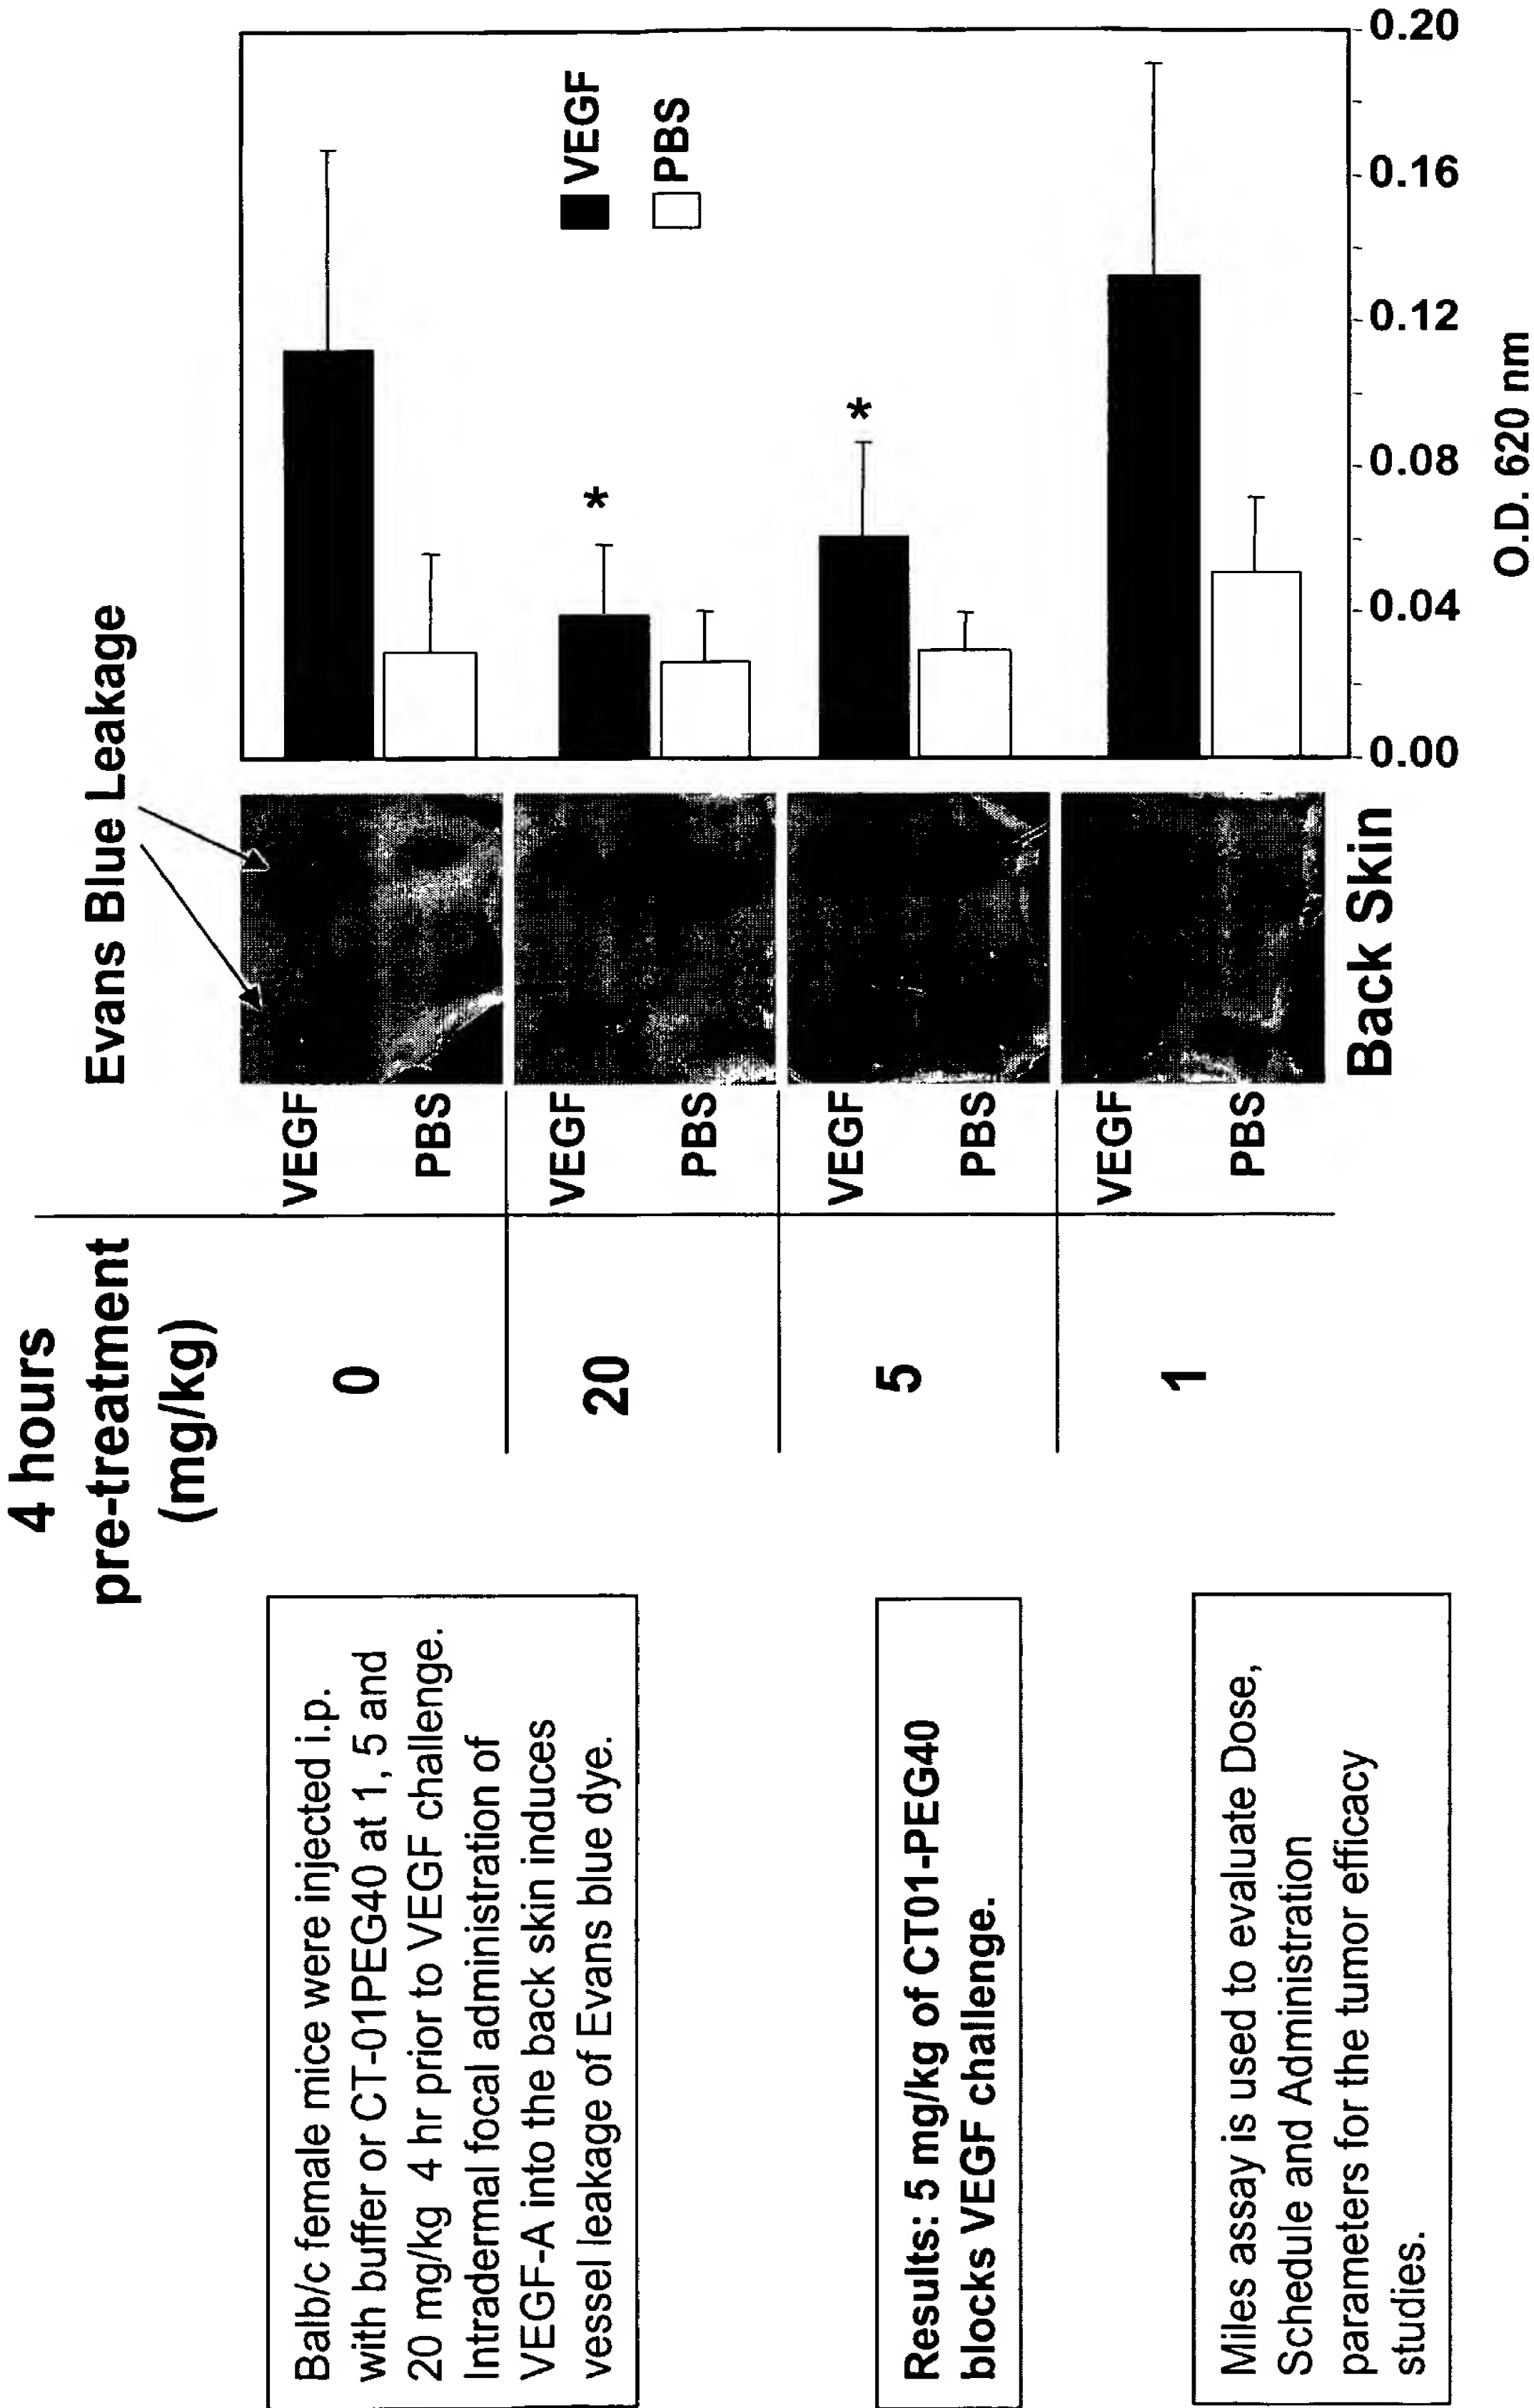 Balb/c female mice were injected i.p.
with buffer or CT-01PEG40 at 1, 5 and
20 mg/kg 4 hr prior to VEGF challenge.
Intradermal focal administration of
VEGF-A into the back skin induces
vessel leakage of Evans blue dye.
Results: 5 mg/kg of CT01-PEG40
blocks VEGF challenge.
Miles assay is used to evaluate Dose,
Schedule and Administration
parameters for the tumor efficacy
studies.
4 hours
pre-treatment
(mg/kg)
0
20
5
1
Evans Blue Leakage
VEGF
PBS
VEGF
PBS
VEGF
PBS
VEGF
PBS
Back Skin
VEGF
PBS
*
*
0.20
0.16
0.12
0.08
0.04
0.00
O.D. 620 nm